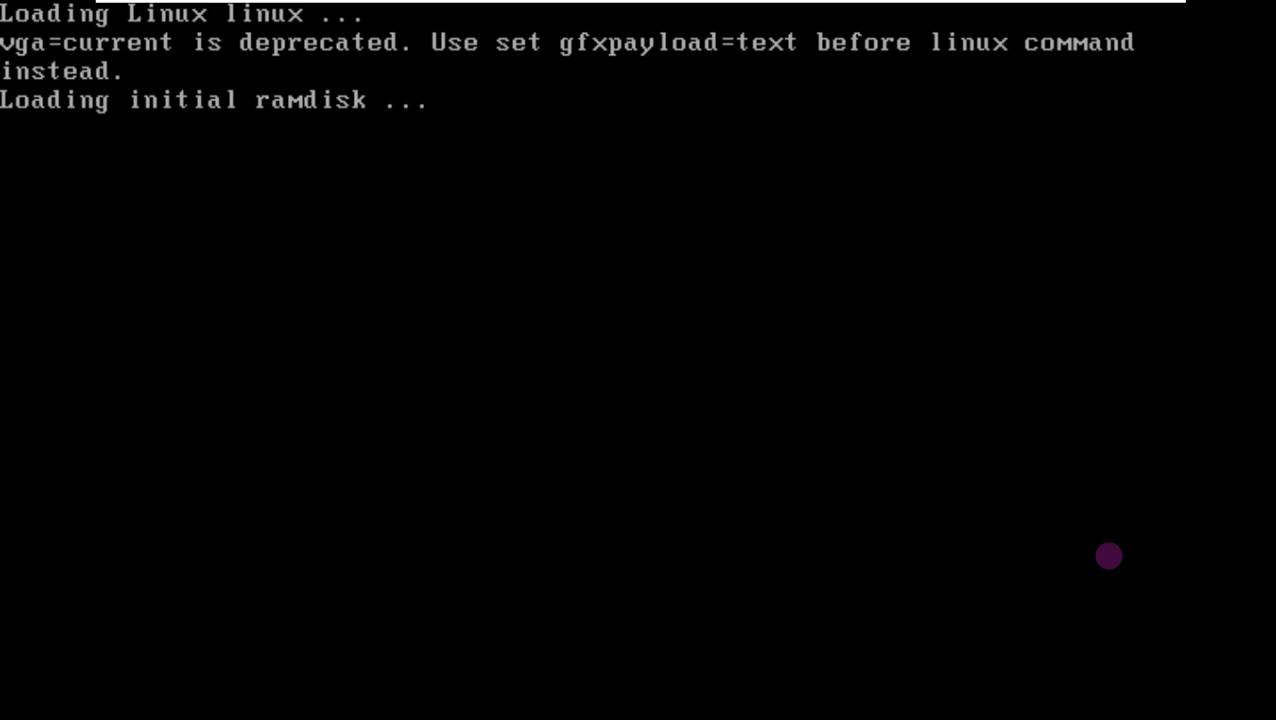 Loading Linux linux ...
vga=current is deprecated. Use set gfxpayload=text before linux command
instead.
Loading initial ramdisk ...